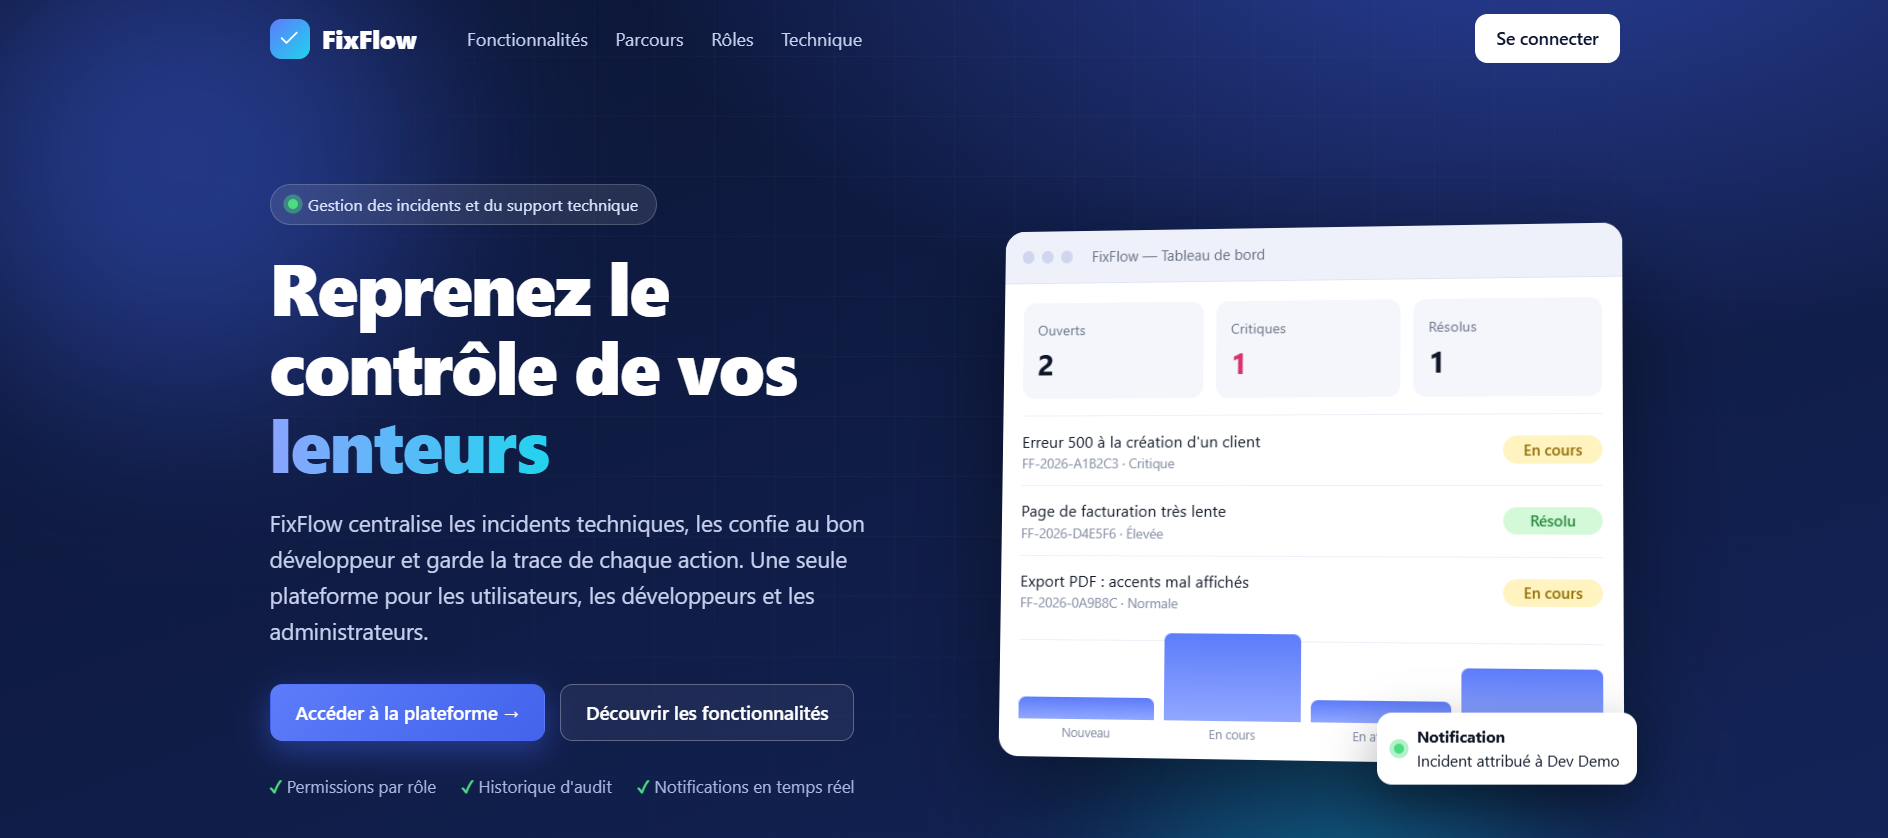 FixFlow
Fonctionnalités
Parcours
Rôles
Technique
Se connecter
Gestion des incidents et du support technique
Reprenez le
contrôle de vos
lenteurs
FixFlow centralise les incidents techniques, les confie au bon
développeur et garde la trace de chaque action. Une seule
plateforme pour les utilisateurs, les développeurs et les
administrateurs.
Accéder à la plateforme →
Découvrir les fonctionnalités
✓ Permissions par rôle
✓ Historique d'audit
✓ Notifications en temps réel
FixFlow — Tableau de bord
Ouverts
2
Critiques
1
Résolus
1
Erreur 500 à la création d'un client
FF-2026-A1B2C3 · Critique
En cours
Page de facturation très lente
FF-2026-D4E5F6 · Élevée
Résolu
Export PDF : accents mal affichés
FF-2026-0A9B8C · Normale
En cours
Nouveau
En cours
En
Notification
Incident attribué à Dev Demo